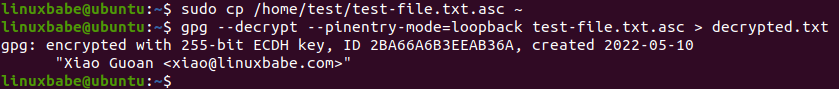 linuxbabe@ubuntu:~$ sudo cp /home/test/test-file.txt.asc ~
linuxbabe@ubuntu:~$ gpg --decrypt --pinentry-mode=loopback test-file.txt.asc > decrypted.txt
gpg: encrypted with 255-bit ECDH key, ID 2BA66A6B3EEAB36A, created 2022-05-10
      "Xiao Guoan <xiao@linuxbabe.com>"
linuxbabe@ubuntu:~$